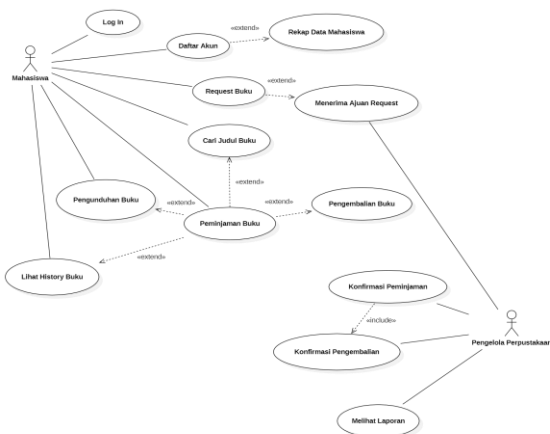 Log In
«extend»
Rekap Data Mahasiswa
Daftar Akun
Mahasiswa
«extend»
Request Buku
Menerima Ajuan Request
Cari Judul Buku
«extend»
Pengunduhan Buku
«extend»
«extend»
Pengembalian Buku
Peminjaman Buku
«extend»
Lihat History Buku
Konfirmasi Peminjaman
«include»
Pengelola Perpustakaan
Konfirmasi Pengembalian
Melihat Laporan